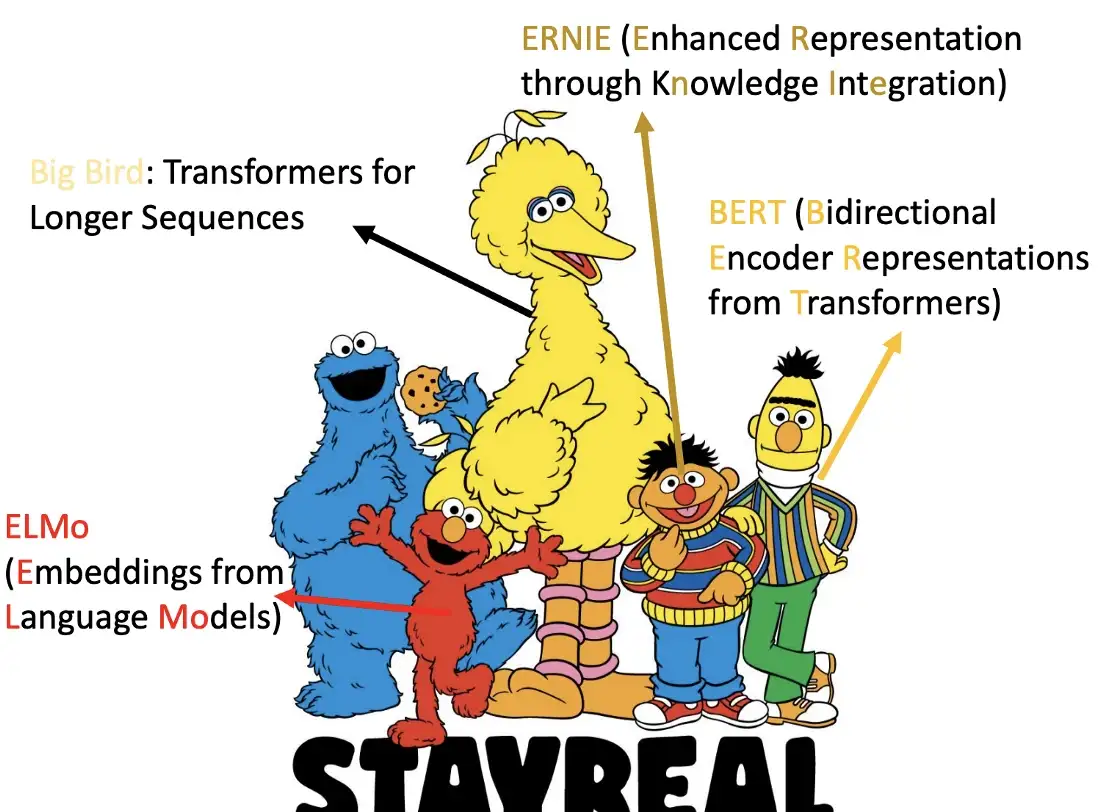 ERNIE (Enhanced Representation
through Knowledge Integration)
Big Bird: Transformers for
Longer Sequences
BERT (Bidirectional
Encoder Representations
from Transformers)
ELMo
(Embeddings from
Language Models)
STAYREAL